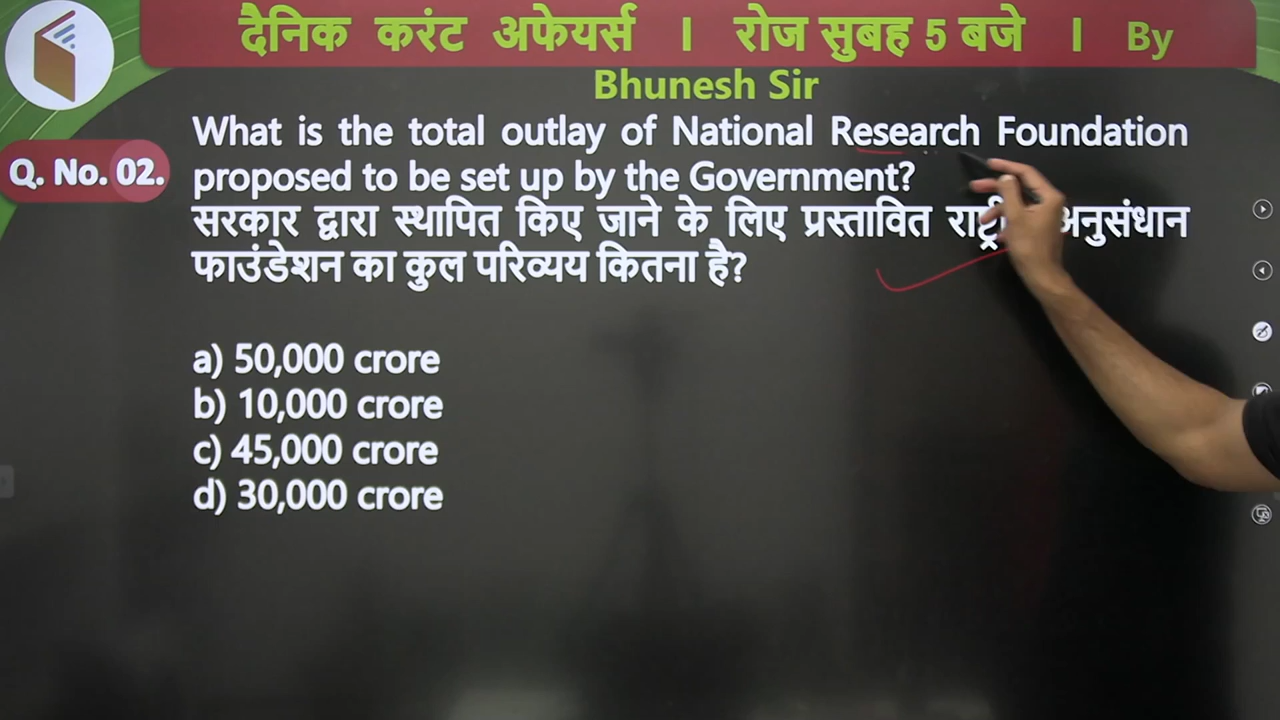 दैनिक करंट अफेयर्स । रोज सुबह 5 बजे । By
Bhunesh Sir
What is the total outlay of National Research Foundation
Q. No. 02.
proposed to be set up by the Government?
सरकार द्वारा स्थापित किए जाने के लिए प्रस्तावित अनुसंधान
फाउंडेशन का कुल परिव्यय कितना है?
a) 50,000 crore
b) 10,000 crore
c) 45,000 crore
d) 30,000 crore